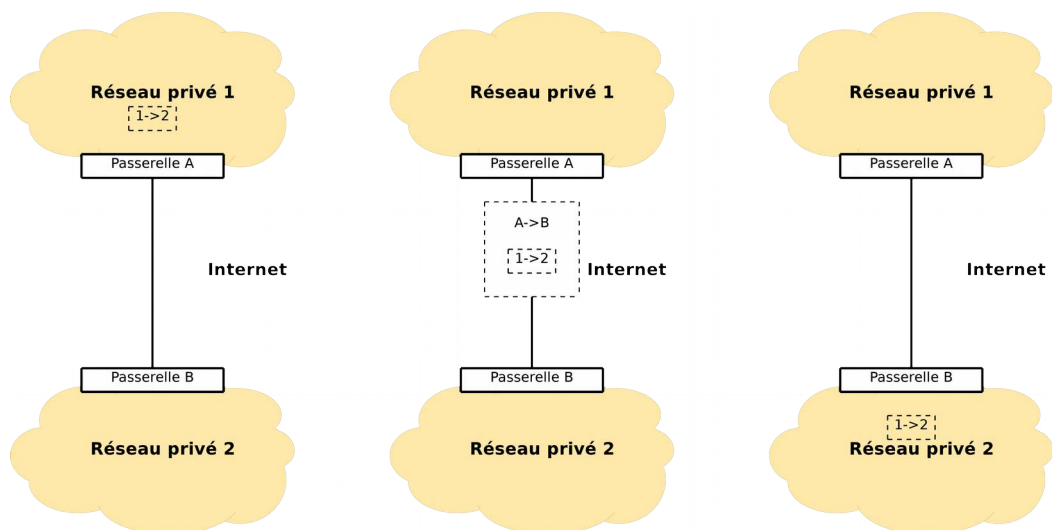 Réseau privé 1
1->2
Passerelle A
Internet
Passerelle B
Réseau privé 2
Réseau privé 1
Passerelle A
A->B
1->2
Internet
Passerelle B
Réseau privé 2
Réseau privé 1
Passerelle A
Internet
Passerelle B
1->2
Réseau privé 2